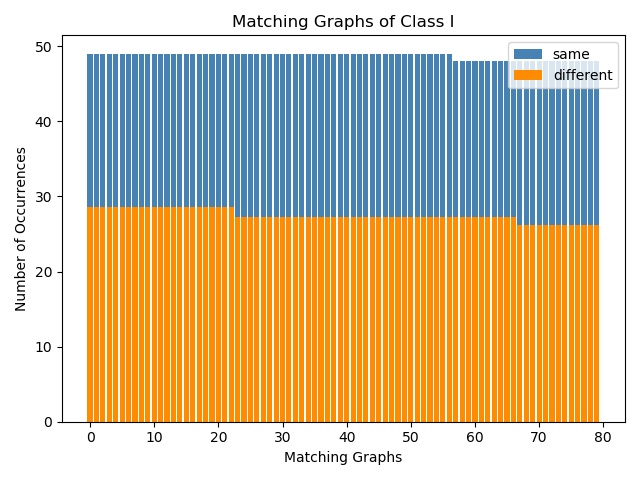 Matching Graphs of Class I
same
different
Number of Occurrences
50
40
30
20
10
0
0 10 20 30 40 50 60 70 80
Matching Graphs